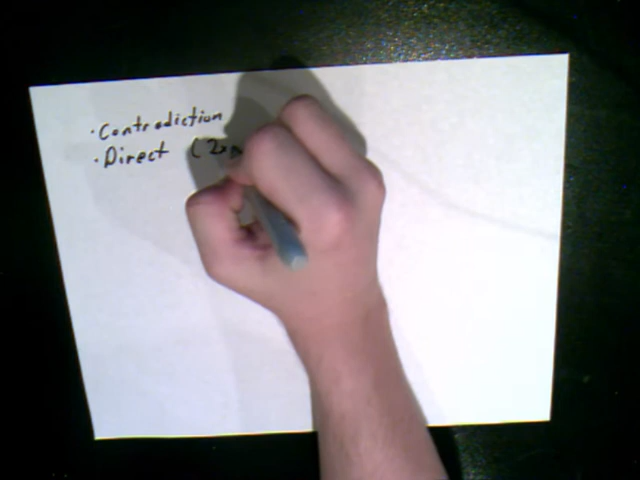 · Contradiction
· Direct (2